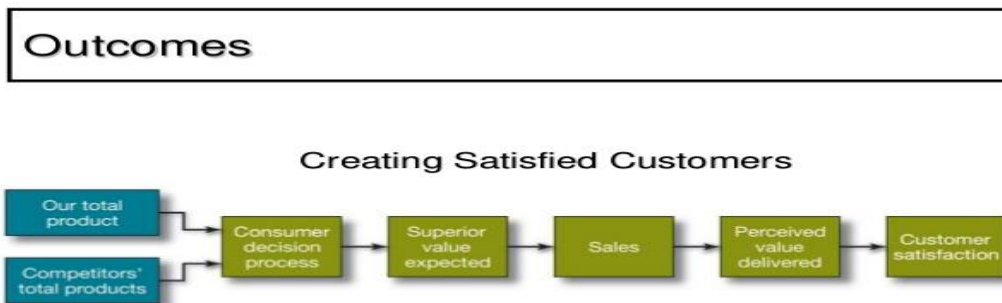 Outcomes
Creating Satisfied Customers
Our total
product
Competitors'
total products
Consumer
decision
process
Superior
value
expected
Sales
Perceived
value
delivered
Customer
satisfaction